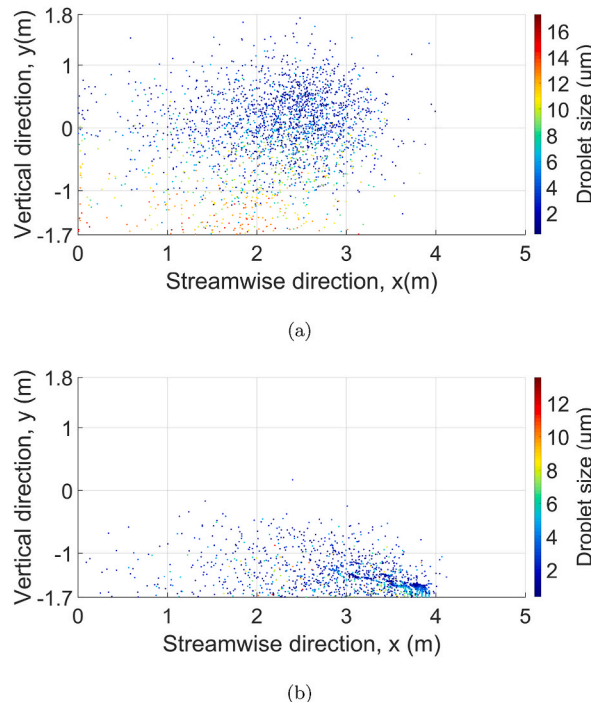 1.8
1
0
-1
-1.7
Vertical direction, y(m)
0 1 2 3 4 5
Streamwise direction, x(m)
16
14
12
10
8
6
4
2
Droplet size (μm)
(a)
1.8
1
0
-1
-1.7
Vertical direction, y (m)
0 1 2 3 4 5
Streamwise direction, x (m)
12
10
8
6
4
2
Droplet size (μm)
(b)